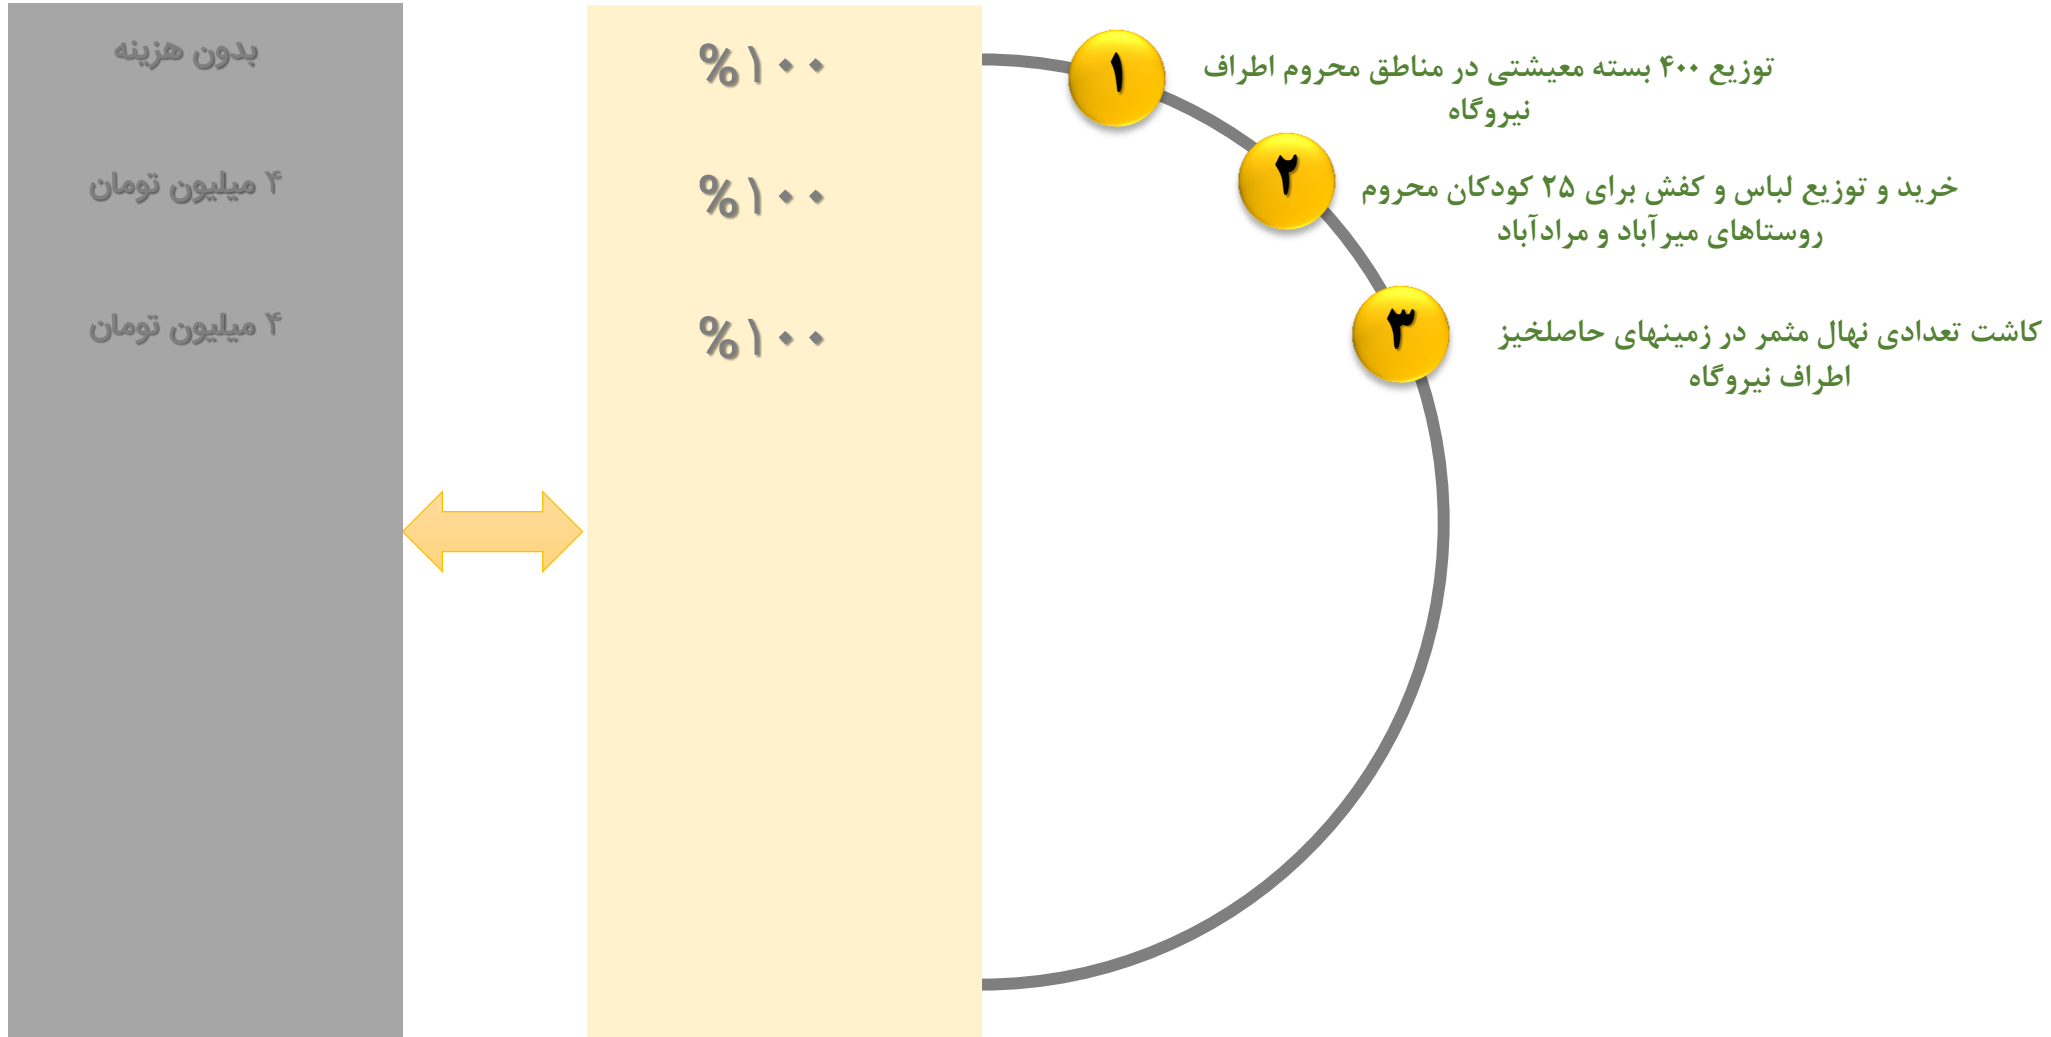 ۱
توزیع ۴۰۰ بسته معیشتی در مناطق محروم اطراف
نیروگاه
%۱۰۰
بدون هزینه
۲
خرید و توزیع لباس و کفش برای ۲۵ کودکان محروم
روستاهای میرآباد و مرادآباد
%۱۰۰
۴ میلیون تومان
۳
کاشت تعدادی نهال مثمر در زمینهای حاصلخیز
اطراف نیروگاه
%۱۰۰
۴ میلیون تومان